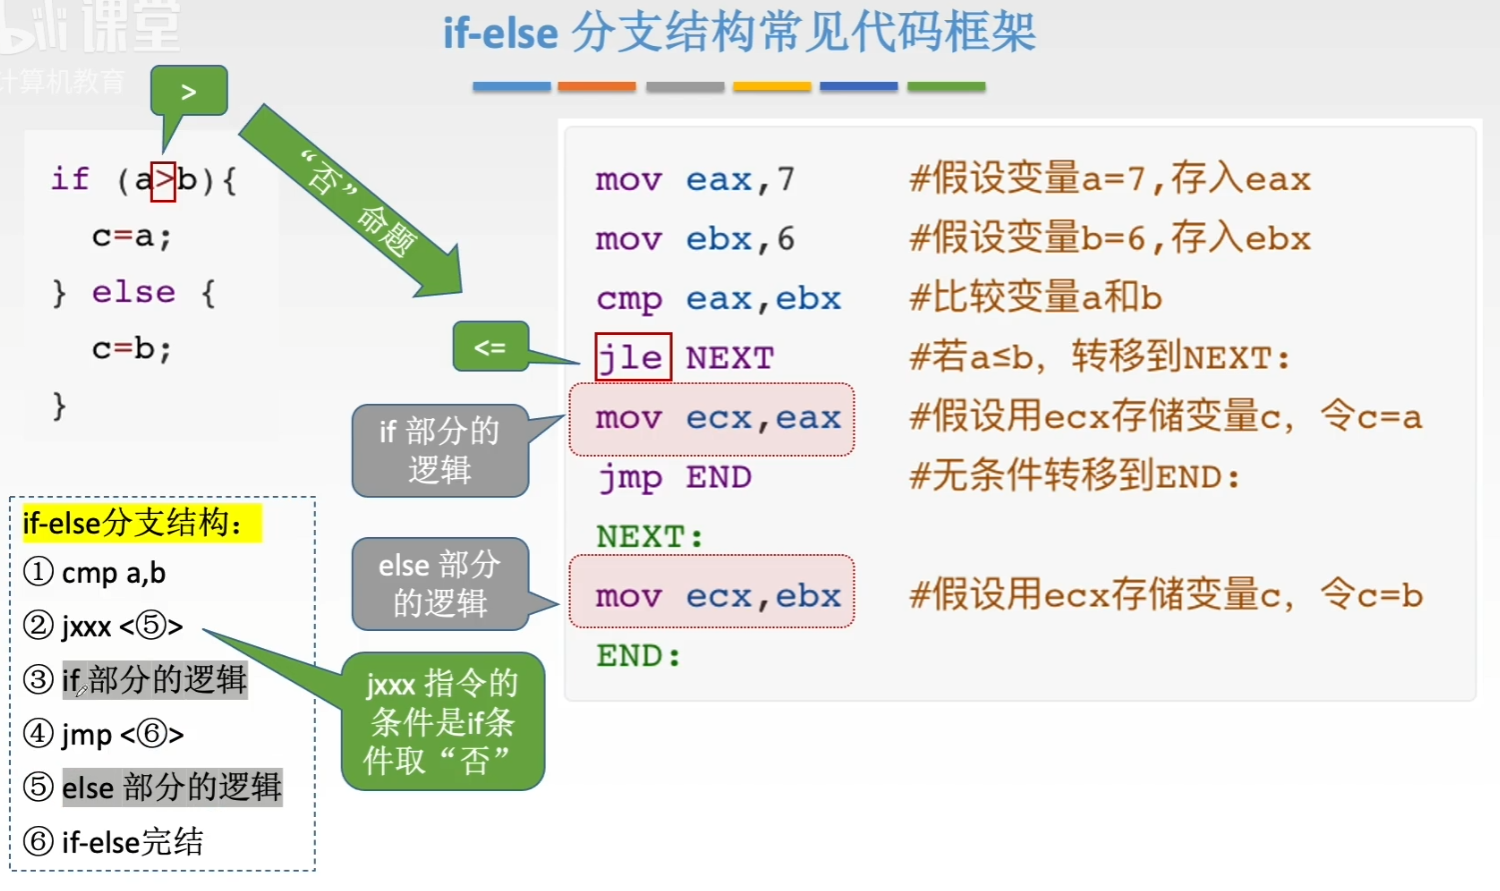 课堂
计算机教育
if-else 分支结构常见代码框架
>
if (a>b){
c=a;
} else {
c=b;
}
“否”命题
<=
mov eax,7 #假设变量a=7,存入eax
mov ebx,6 #假设变量b=6,存入ebx
cmp eax,ebx #比较变量a和b
jle NEXT #若a≤b，转移到NEXT:
mov ecx,eax #假设用ecx存储变量c，令c=a
jmp END #无条件转移到END:
NEXT:
mov ecx,ebx #假设用ecx存储变量c，令c=b
END:
if 部分的
逻辑
else 部分
的逻辑
if-else分支结构：
① cmp a,b
② jxxx <⑤>
③ if 部分的逻辑
④ jmp <⑥>
⑤ else 部分的逻辑
⑥ if-else完结
jxxx 指令的
条件是if条
件取“否”